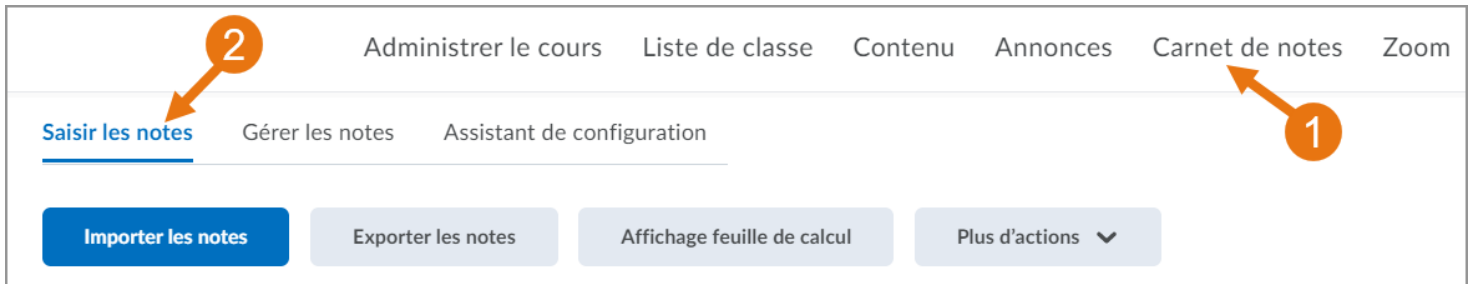 2
Administrer le cours Liste de classe Contenu Annonces Carnet de notes Zoom
1
Saisir les notes Gérer les notes Assistant de configuration
Importer les notes Exporter les notes Affichage feuille de calcul Plus d'actions